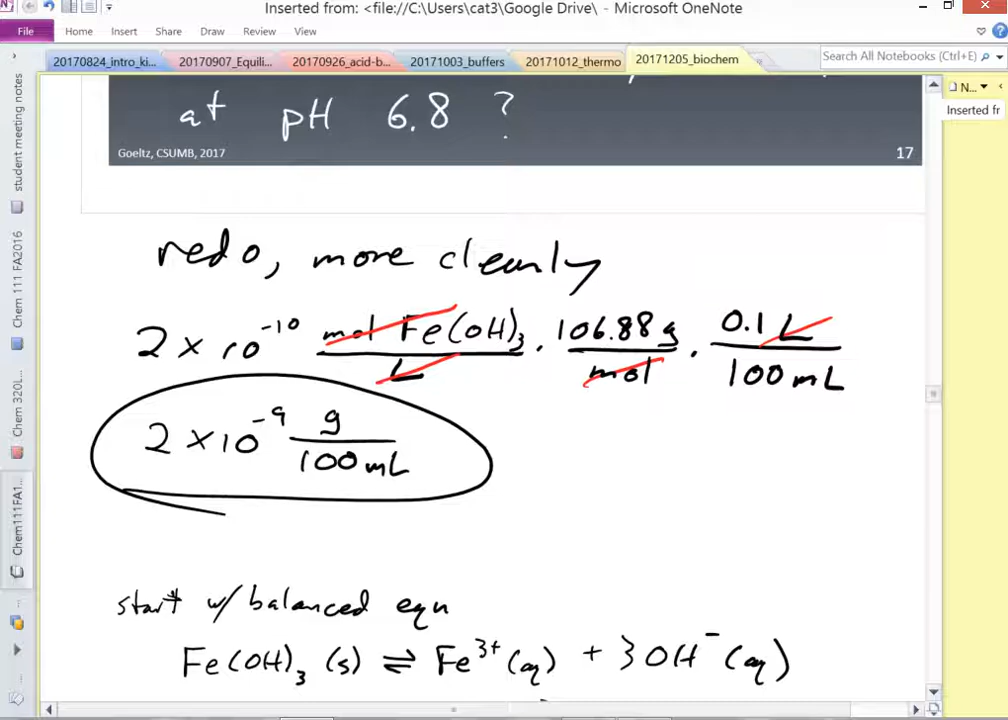 Inserted from: <file://C:\Users\cat3\Google Drive\ - Microsoft OneNote
File Home Insert Share Draw Review View
20170824_intro_ki... 20170907_Equili... 20170926_acid-b... 20171003_buffers 20171012_thermo 20171205_biochem
Search All Notebooks (Ctrl+E)
N...
Inserted fr
student meeting notes
Chem 111 FA2016
Chem 320L
Chem111FA1
at pH 6.8 ?
Goeltz, CSUMB, 2017 17
redo, more cleanly
2 × 10⁻¹⁰ mol Fe(OH)₃ / L · 106.88 g / mol · 0.1 L / 100 mL
2 × 10⁻⁹ g / 100 mL
start w/ balanced eqn
Fe(OH)₃ (s) ⇌ Fe³⁺ (aq) + 3OH⁻ (aq)